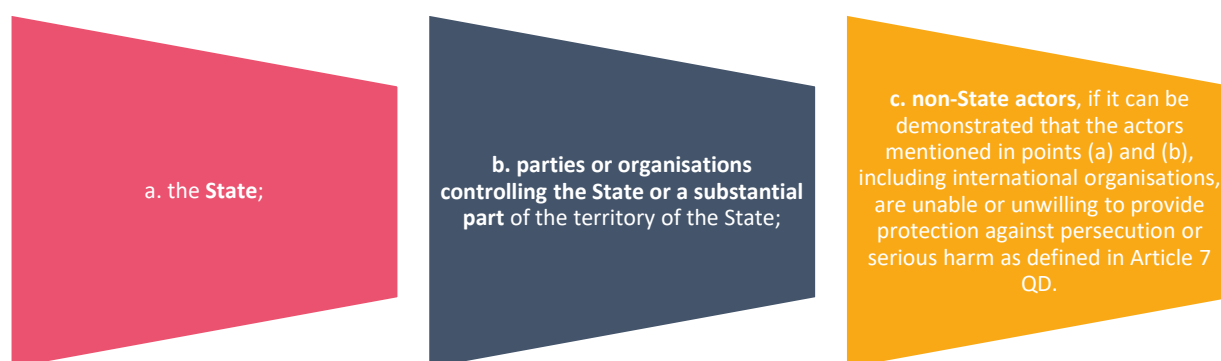 a. the State;
b. parties or organisations
controlling the State or a substantial
part of the territory of the State;
c. non-State actors, if it can be
demonstrated that the actors
mentioned in points (a) and (b),
including international organisations,
are unable or unwilling to provide
protection against persecution or
serious harm as defined in Article 7
QD.